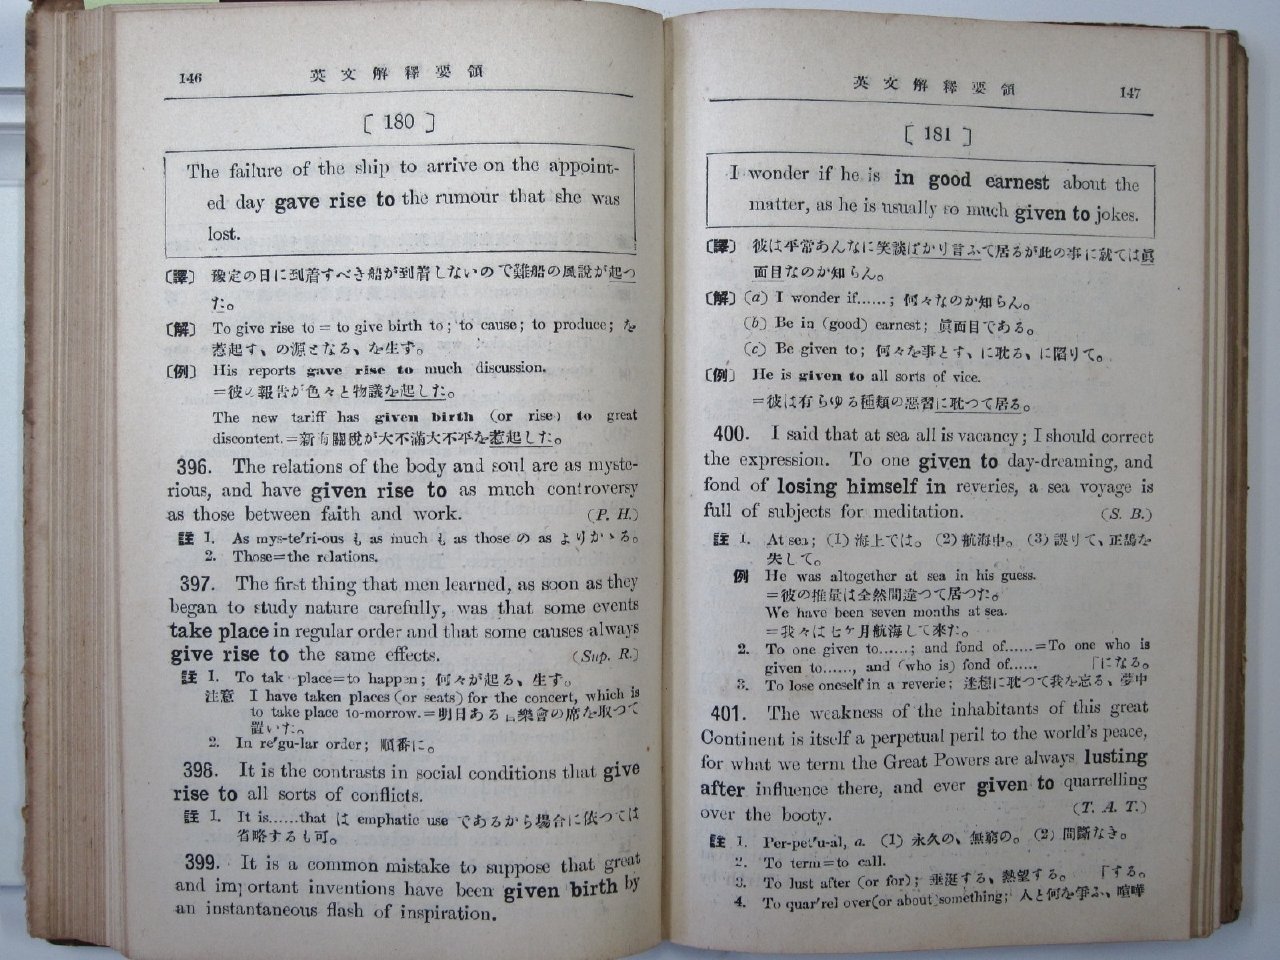 146 英文解釋要領
[ 180 ]
The failure of the ship to arrive on the appoint-
ed day gave rise to the rumour that she was
lost.
〔譯〕 豫定の日に到着すべき船が到着しないので難船の風説が起つ
た。
〔解〕 To give rise to = to give birth to; to cause; to produce; を
惹起す、の源となる、を生ず。
〔例〕 His reports gave rise to much discussion.
=彼の報告が色々と物議を起した。
The new tariff has given birth (or rise) to great
discontent.=新關税が大不滿大不平を惹起した。
396. The relations of the body and soul are as myste-
rious, and have given rise to as much controversy
as those between faith and work. (P. H.)
註 1. As mys-te'ri-ous も, as much も, as those の as よりかゝる。
2. Those=the relations.
397. The first thing that men learned, as soon as they
began to study nature carefully, was that some events
take place in regular order and that some causes always
give rise to the same effects. (Sup. R.)
註 1. To tak place=to happen; 何々が起る、生ず。
注意 I have taken places (or seats) for the concert, which is
to take place to-morrow.=明日ある音樂會の席を取つて
置いた。
2. In re'gu-lar order; 順番に。
398. It is the contrasts in social conditions that give
rise to all sorts of conflicts.
註 1. It is......that は emphatic use であるから場合に依つては
省略するも可。
399. It is a common mistake to suppose that great
and important inventions have been given birth by
an instantaneous flash of inspiration.
英文解釋要領 147
[ 181 ]
I wonder if he is in good earnest about the
matter, as he is usually so much given to jokes.
〔譯〕 彼は平常あんなに笑談ばかり言ふて居るが此の事に就ては眞
面目なのか知らん。
〔解〕 (a) I wonder if......; 何々なのか知らん。
(b) Be in (good) earnest; 眞面目である。
(c) Be given to; 何々を事とす、に耽る、に陷りて。
〔例〕 He is given to all sorts of vice.
=彼は有らゆる種類の惡習に耽つて居る。
400. I said that at sea all is vacancy; I should correct
the expression. To one given to day-dreaming, and
fond of losing himself in reveries, a sea voyage is
full of subjects for meditation. (S. B.)
註 1. At sea; (1) 海上では。 (2) 航海中。 (3) 誤りて、正鵠を
失して。
例 He was altogether at sea in his guess.
=彼の推量は全然間違つて居つた。
We have been seven months at sea.
=我々は七ケ月航海して來た。
2. To one given to......; and fond of......=To one who is
given to......, and (who is) fond of...... 「になる。
3. To lose oneself in a reverie; 迷想に耽つて我を忘る、夢中
401. The weakness of the inhabitants of this great
Continent is itself a perpetual peril to the world's peace,
for what we term the Great Powers are always lusting
after influence there, and ever given to quarrelling
over the booty. (T. A. T.)
註 1. Per-pet'u-al, a. (1) 永久の、無窮の。 (2) 間斷なき。
2. To term=to call.
3. To lust after (or for); 垂涎する、熱望する。 「する。
4. To quar'rel over (or about) something; 人と何を爭ふ、喧嘩